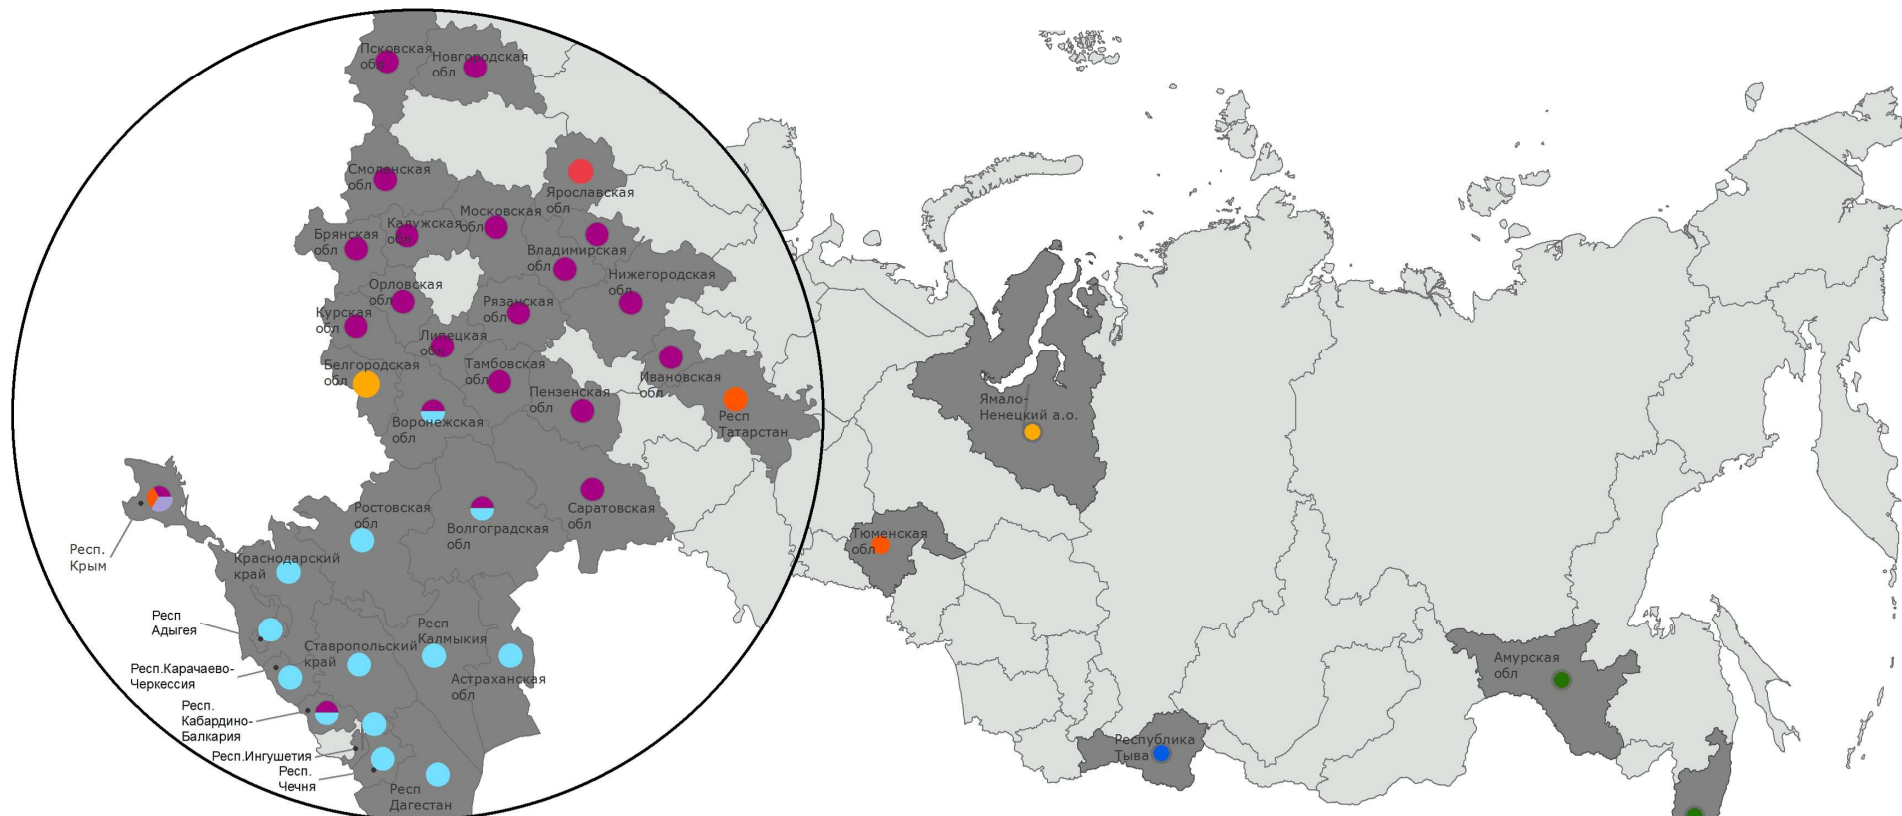 Псковская
обл
Новгородская
обл
Смоленская
обл
Ярославская
обл
Московская
обл
Калужская
обл
Брянская
обл
Владимирская
обл
Нижегородская
обл
Орловская
обл
Рязанская
обл
Курская
обл
Липецкая
обл
Белгородская
обл
Тамбовская
обл
Ивановская
обл
Пензенская
обл
Респ
Татарстан
Воронежская
обл
Ямало-
Ненецкий а.о.
Ростовская
обл
Волгоградская
обл
Саратовская
обл
Тюменская
обл
Респ.
Крым
Краснодарский
край
Респ
Адыгея
Респ
Калмыкия
Ставропольский
край
Астраханская
обл
Респ.Карачаево-
Черкессия
Респ.
Кабардино-
Балкария
Респ.Ингушетия
Респ.
Чечня
Респ
Дагестан
Амурская
обл
Республика
Тыва